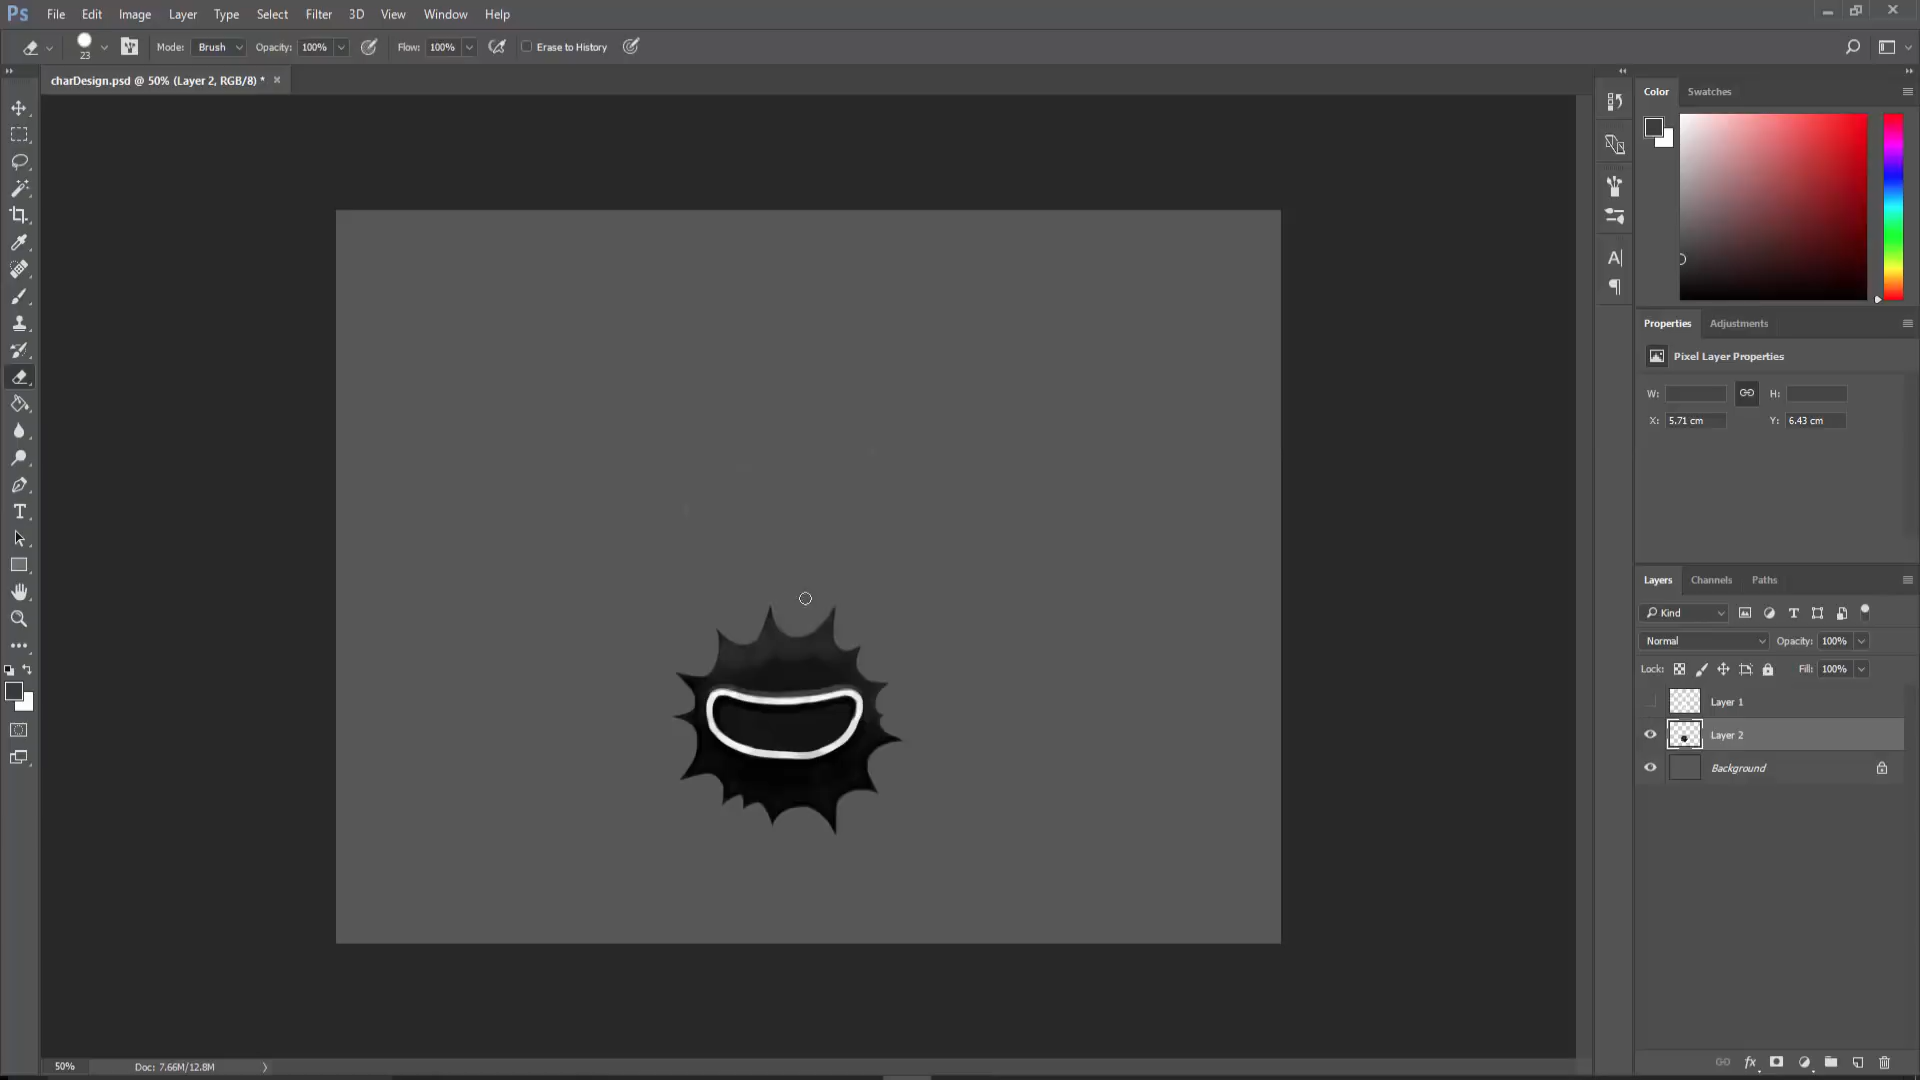 Ps File Edit Image Layer Type Select Filter 3D View Window Help
23 Mode: Brush Opacity: 100% Flow: 100% Erase to History
charDesign.psd @ 50% (Layer 2, RGB/8) *
Color Swatches
Properties Adjustments
Pixel Layer Properties
W: H:
X: 5.71 cm Y: 6.43 cm
Layers Channels Paths
Kind
Normal Opacity: 100%
Lock: Fill: 100%
Layer 1
Layer 2
Background
fx
50% Doc: 7.66M/12.8M